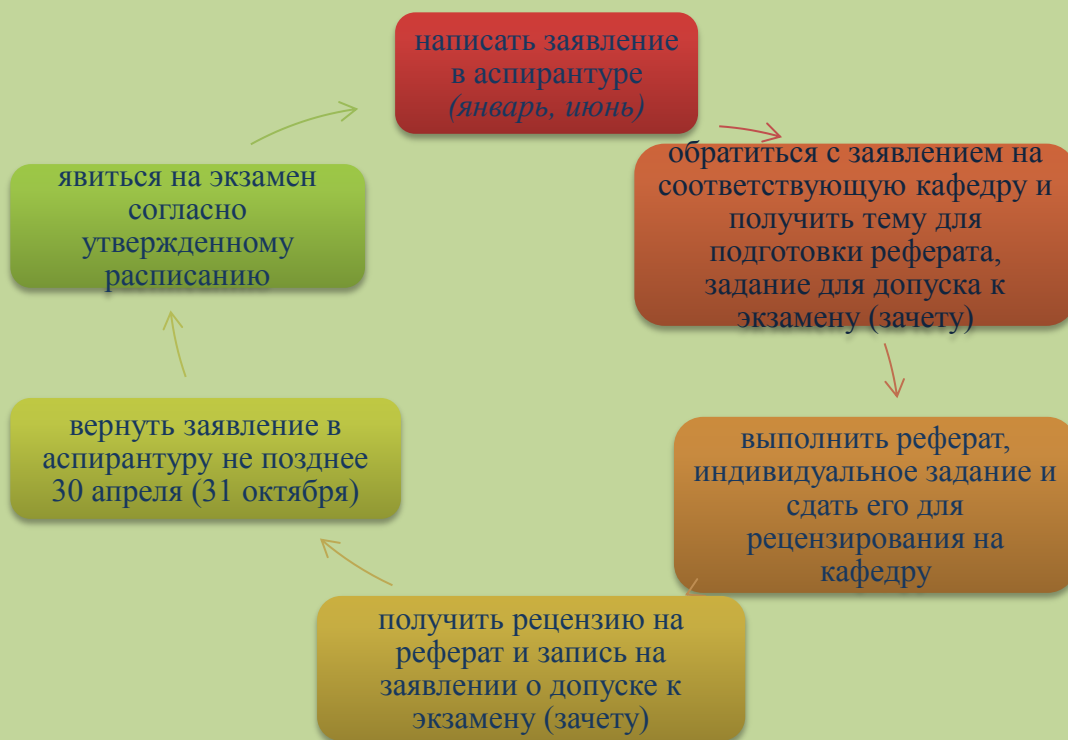 написать заявление
в аспирантуре
(январь, июнь)
обратиться с заявлением на
соответствующую кафедру и
получить тему для
подготовки реферата,
задание для допуска к
экзамену (зачету)
выполнить реферат,
индивидуальное задание и
сдать его для
рецензирования на
кафедру
получить рецензию на
реферат и запись на
заявлении о допуске к
экзамену (зачету)
вернуть заявление в
аспирантуру не позднее
30 апреля (31 октября)
явиться на экзамен
согласно
утвержденному
расписанию